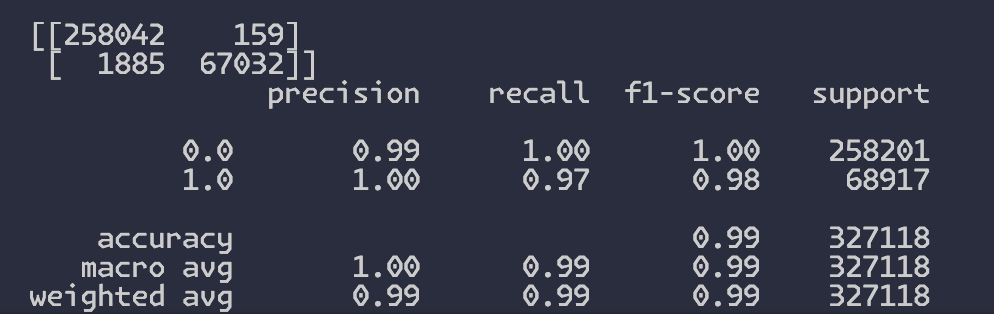 [[258042    159]
 [  1885  67032]]
              precision    recall  f1-score   support

         0.0       0.99      1.00      1.00    258201
         1.0       1.00      0.97      0.98     68917

    accuracy                           0.99    327118
   macro avg       1.00      0.99      0.99    327118
weighted avg       0.99      0.99      0.99    327118